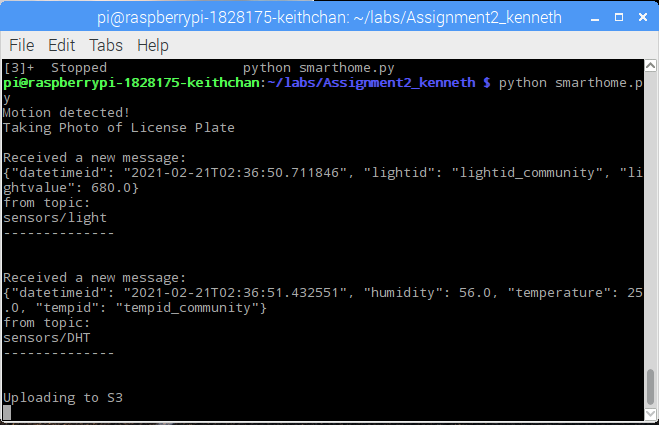 pi@raspberrypi-1828175-keithchan: ~/labs/Assignment2_kenneth
File Edit Tabs Help
[3]+  Stopped                 python smarthome.py
pi@raspberrypi-1828175-keithchan:~/labs/Assignment2_kenneth $ python smarthome.p
y
Motion detected!
Taking Photo of License Plate
Received a new message:
{"datetimeid": "2021-02-21T02:36:50.711846", "lightid": "lightid_community", "li
ghtvalue": 680.0}
from topic:
sensors/light
--------------
Received a new message:
{"datetimeid": "2021-02-21T02:36:51.432551", "humidity": 56.0, "temperature": 25
.0, "tempid": "tempid_community"}
from topic:
sensors/DHT
--------------
Uploading to S3